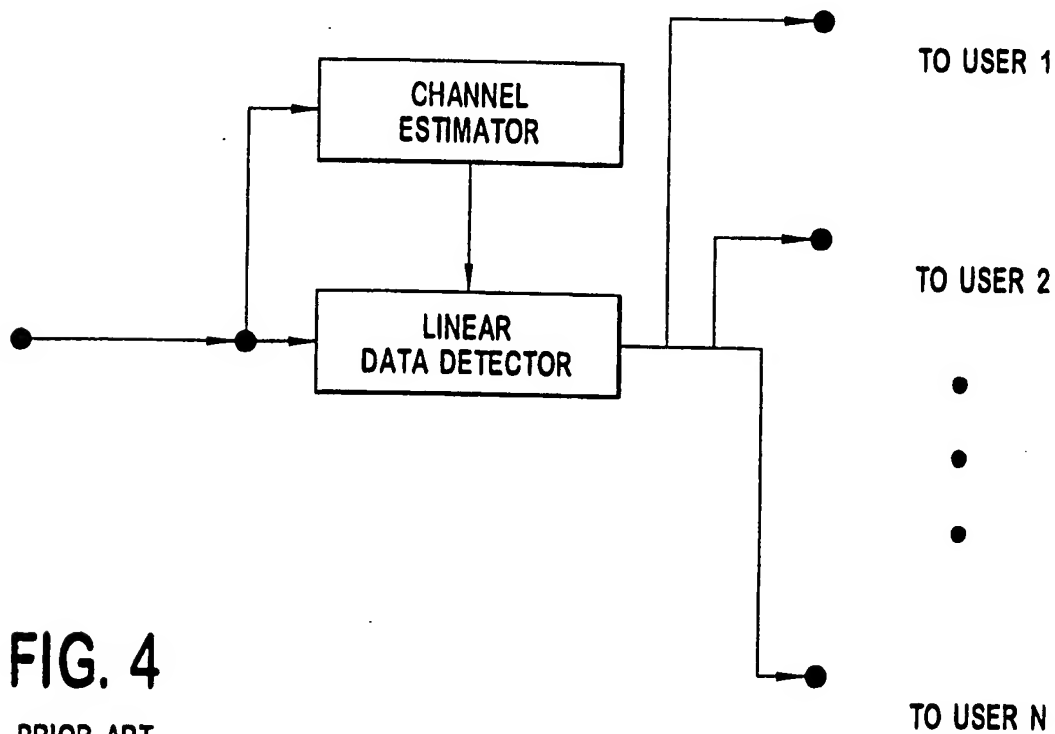 TO USER 1
CHANNEL
ESTIMATOR
TO USER 2
LINEAR
DATA DETECTOR
FIG. 4
PRIOR ART
TO USER N